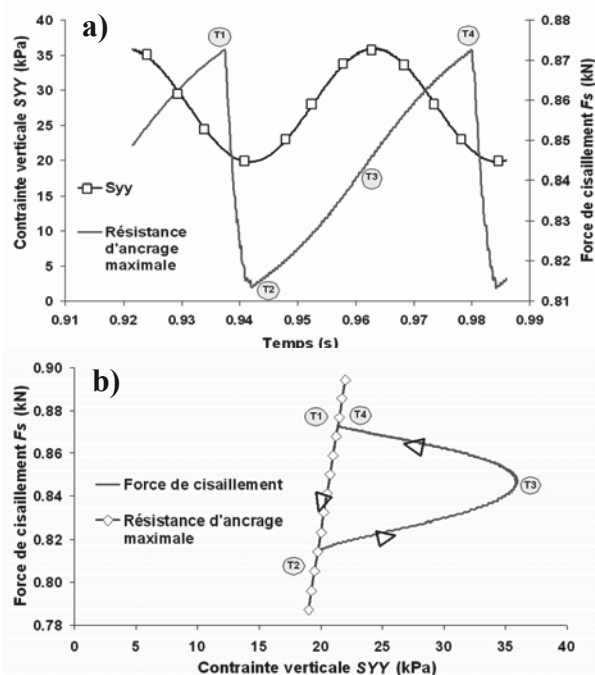 a)
T1
T4
T3
T2
Contrainte verticale SYY (kPa)
40
35
30
25
20
15
10
5
0
Force de cisaillement Fs (kN)
0.88
0.87
0.86
0.85
0.84
0.83
0.82
0.81
Syy
Résistance
d'ancrage
maximale
0.91 0.92 0.93 0.94 0.95 0.96 0.97 0.98 0.99
Temps (s)
b)
Force de cisaillement Fs (kN)
0.90
0.88
0.86
0.84
0.82
0.80
0.78
T1
T4
T3
T2
Force de cisaillement
Résistance d'ancrage
maximale
0 5 10 15 20 25 30 35 40
Contrainte verticale SYY (kPa)